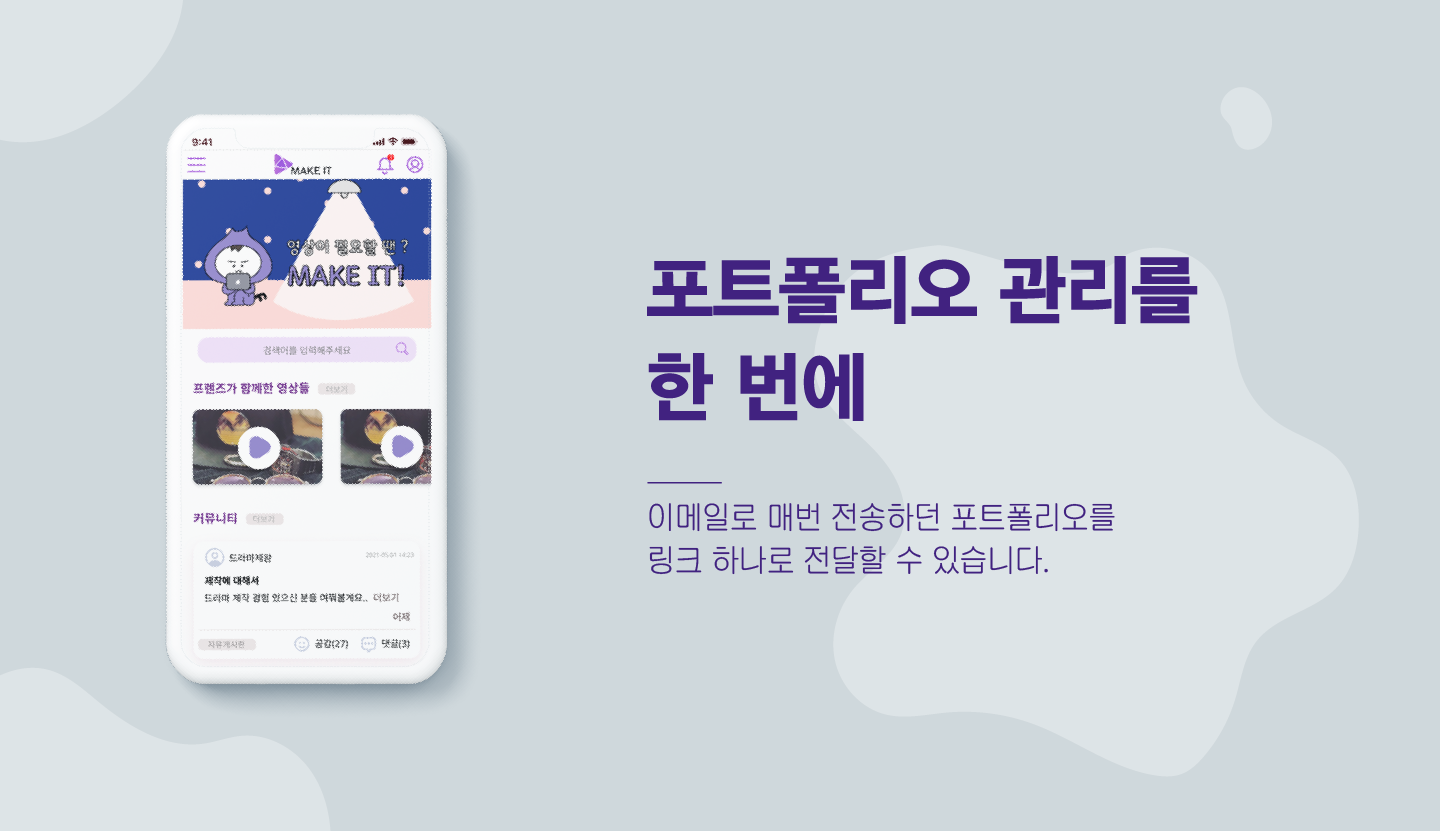 9:41
MAKE IT
영상이 필요할 땐 ?
MAKE IT!
검색어를 입력해주세요
프렌즈가 함께한 영상들 더보기
커뮤니티 더보기
드라마제왕 2021-05-01 14:23
제작에 대해서
드라마 제작 경험 있으신 분들 여쭤볼게요.. 더보기
어제
자유게시판 공감(27) 댓글(3)
포트폴리오 관리를
한 번에
이메일로 매번 전송하던 포트폴리오를
링크 하나로 전달할 수 있습니다.